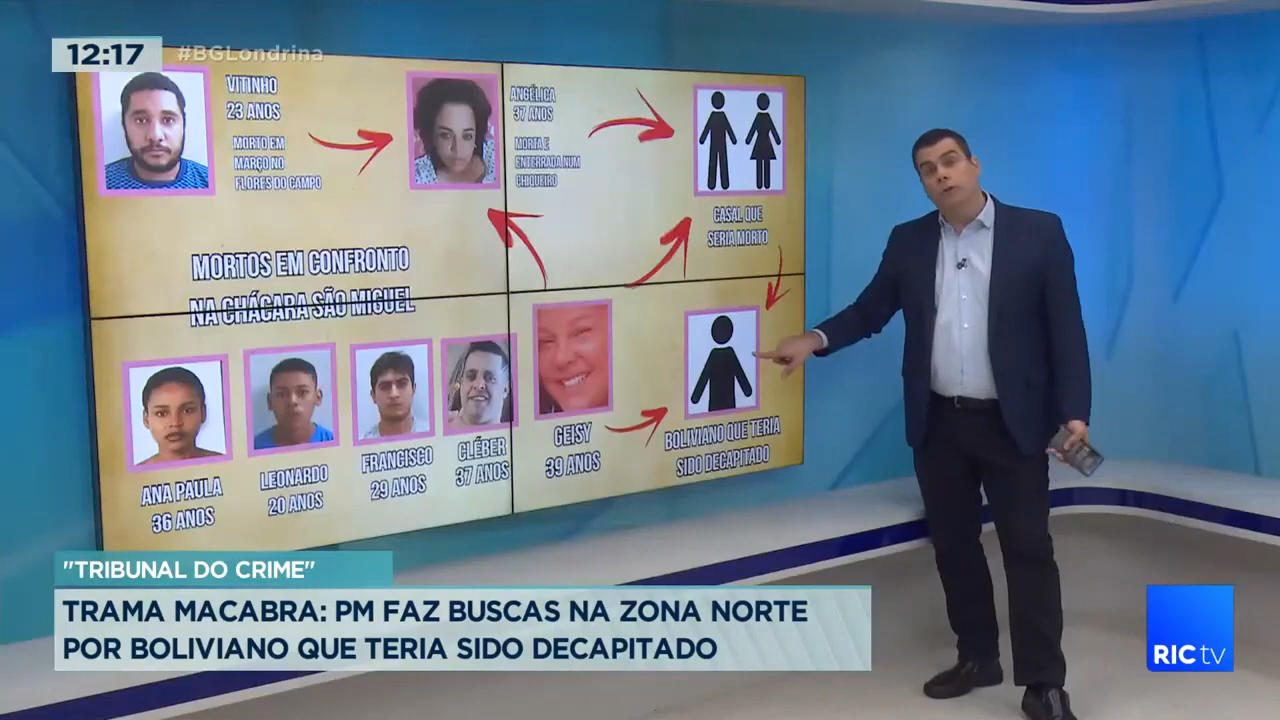 12:17
#BGLondrina
VITINHO
23 ANOS
MORTO EM
MARÇO NO
FLORES DO CAMPO
ANGÉLICA
37 ANOS
MORTA E
ENTERRADA NUM
CHIQUEIRO
CASAL QUE
SERIA MORTO
MORTOS EM CONFRONTO
NA CHÁCARA SÃO MIGUEL
ANA PAULA
36 ANOS
LEONARDO
20 ANOS
FRANCISCO
29 ANOS
CLÉBER
37 ANOS
GEISY
39 ANOS
BOLIVIANO QUE TERIA
SIDO DECAPITADO
"TRIBUNAL DO CRIME"
TRAMA MACABRA: PM FAZ BUSCAS NA ZONA NORTE
POR BOLIVIANO QUE TERIA SIDO DECAPITADO
RIC tv